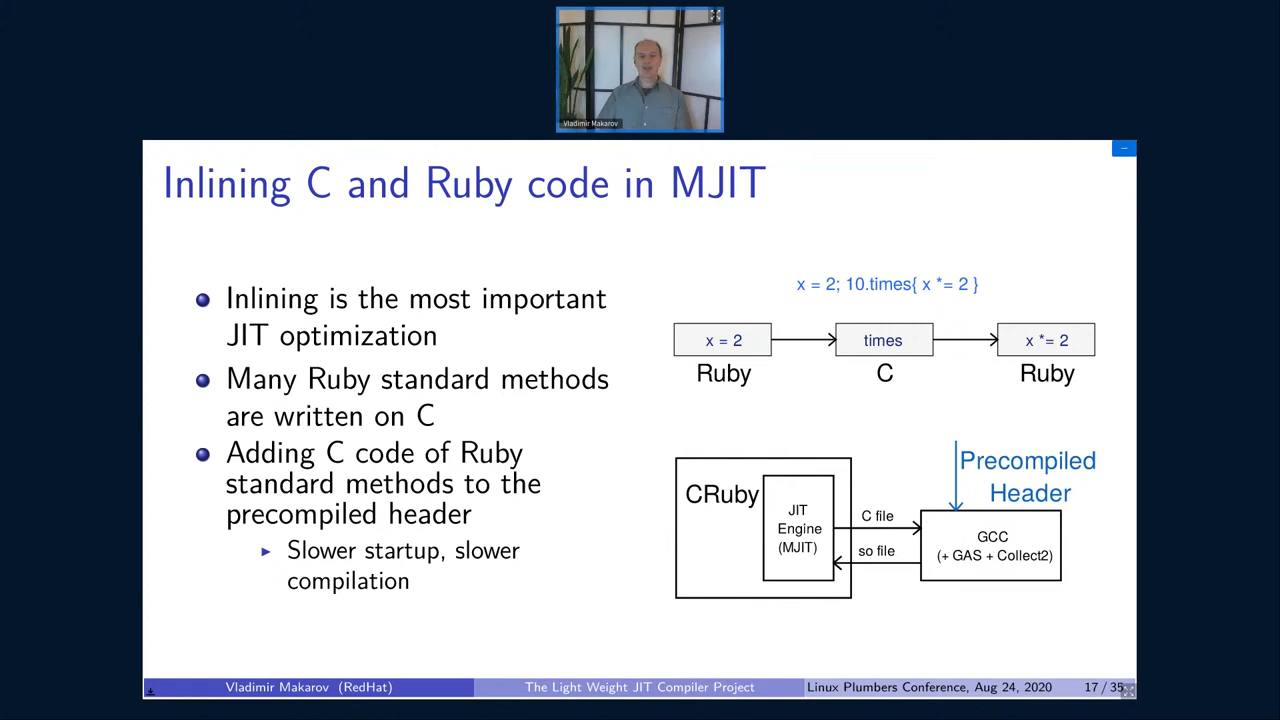 Vladimir Makarov
Inlining C and Ruby code in MJIT
Inlining is the most important
JIT optimization
Many Ruby standard methods
are written on C
Adding C code of Ruby
standard methods to the
precompiled header
Slower startup, slower
compilation
x = 2; 10.times{ x *= 2 }
x = 2
times
x *= 2
Ruby
C
Ruby
Precompiled
Header
CRuby
JIT
Engine
(MJIT)
C file
so file
GCC
(+ GAS + Collect2)
Vladimir Makarov (RedHat)
The Light Weight JIT Compiler Project
Linux Plumbers Conference, Aug 24, 2020
17 / 35